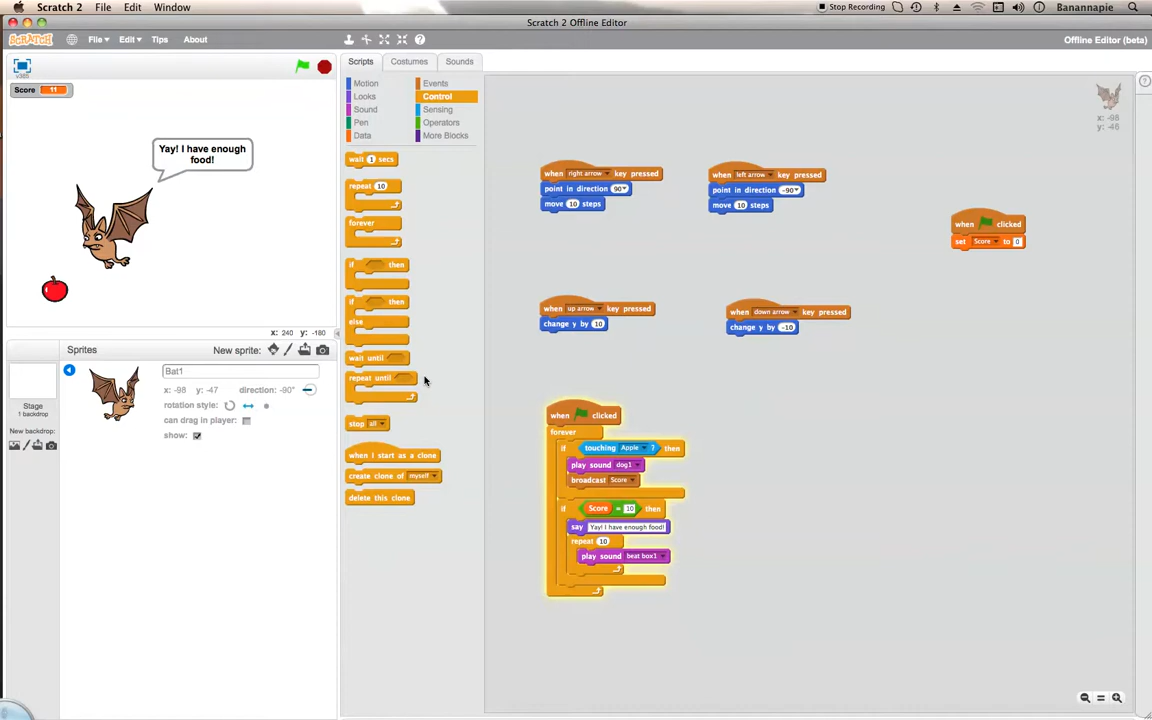 Scratch 2 File Edit Window Stop Recording Banannapie
Scratch 2 Offline Editor
SCRATCH File Edit Tips About Offline Editor (beta)
v385
Score 11
Yay! I have enough
food!
x: 240 y: -180
Sprites New sprite:
Stage
1 backdrop
New backdrop:
Bat1
x: -98 y: -47 direction: -90°
rotation style:
can drag in player:
show:
Scripts Costumes Sounds
Motion Events
Looks Control
Sound Sensing
Pen Operators
Data More Blocks
wait 1 secs
repeat 10
forever
if then
if then
else
wait until
repeat until
stop all
when I start as a clone
create clone of myself
delete this clone
when right arrow key pressed
point in direction 90
move 10 steps
when left arrow key pressed
point in direction -90
move 10 steps
when clicked
set Score to 0
when up arrow key pressed
change y by 10
when down arrow key pressed
change y by -10
when clicked
forever
if touching Apple ? then
play sound dog1
broadcast Score
if Score = 10 then
say Yay! I have enough food!
repeat 10
play sound beat box1
x: -98
y: -46